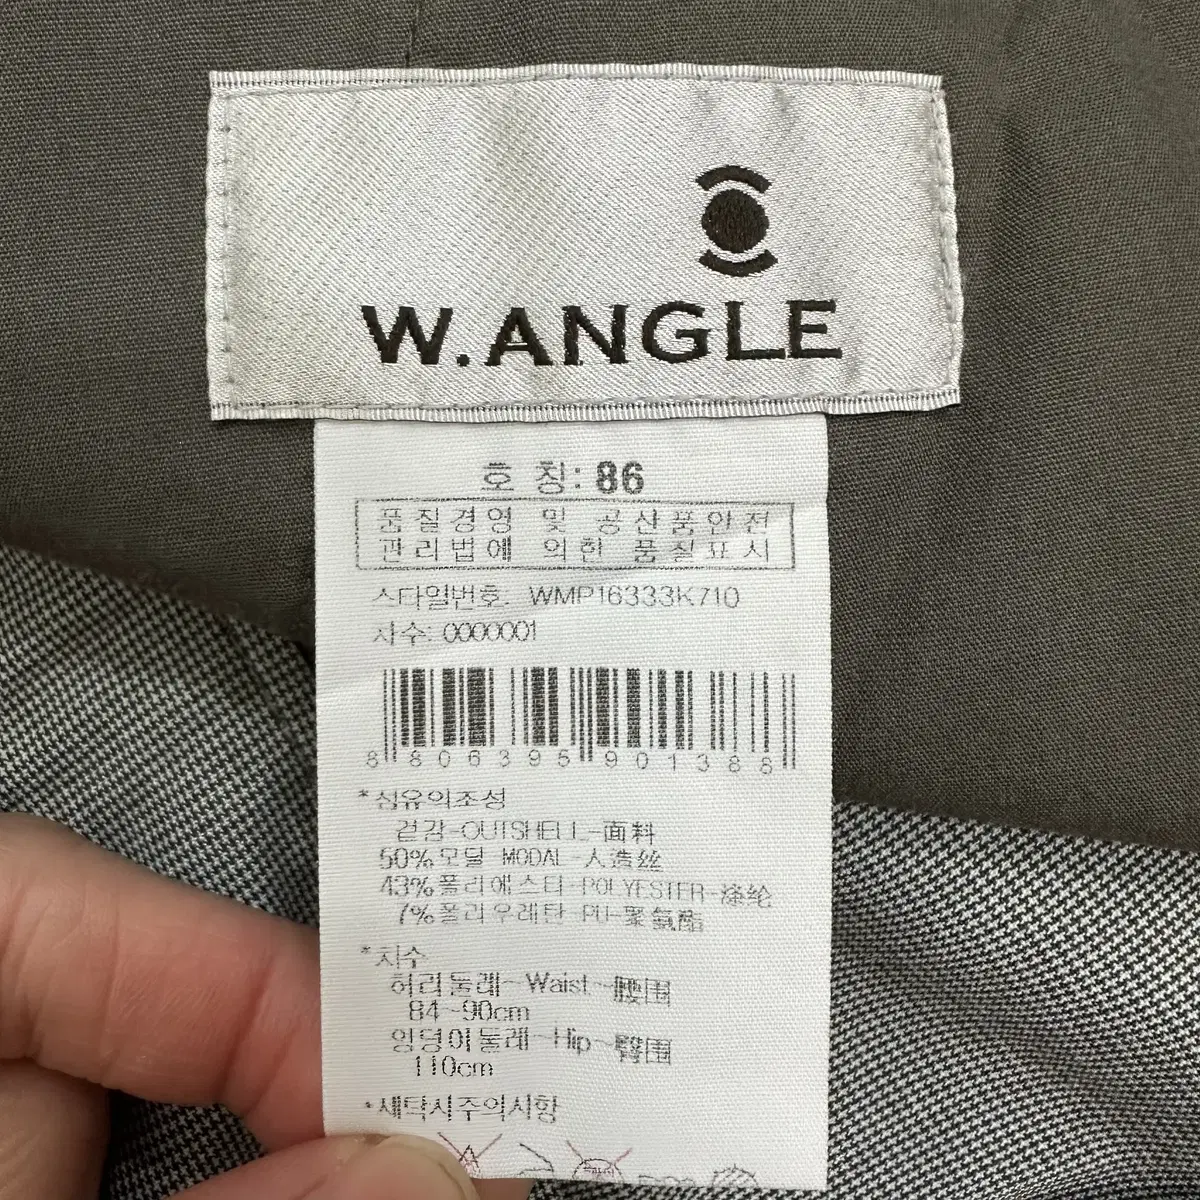 W.ANGLE
호 칭: 86
품질경영 및 공산품안전
관리법에 의한 품질표시
스타일번호: WMP16333K710
차수: 0000001
8 806395 901388
*섬유의조성
겉감-OUTSHELL-面料
50%모달-MODAL-人造丝
43%폴리에스터-POLYESTER-涤纶
7%폴리우레탄-PU-聚氨酯
*치수
허리둘레-Waist-腰围
84-90cm
엉덩이둘레-Hip-臀围
110cm
*세탁시주의사항